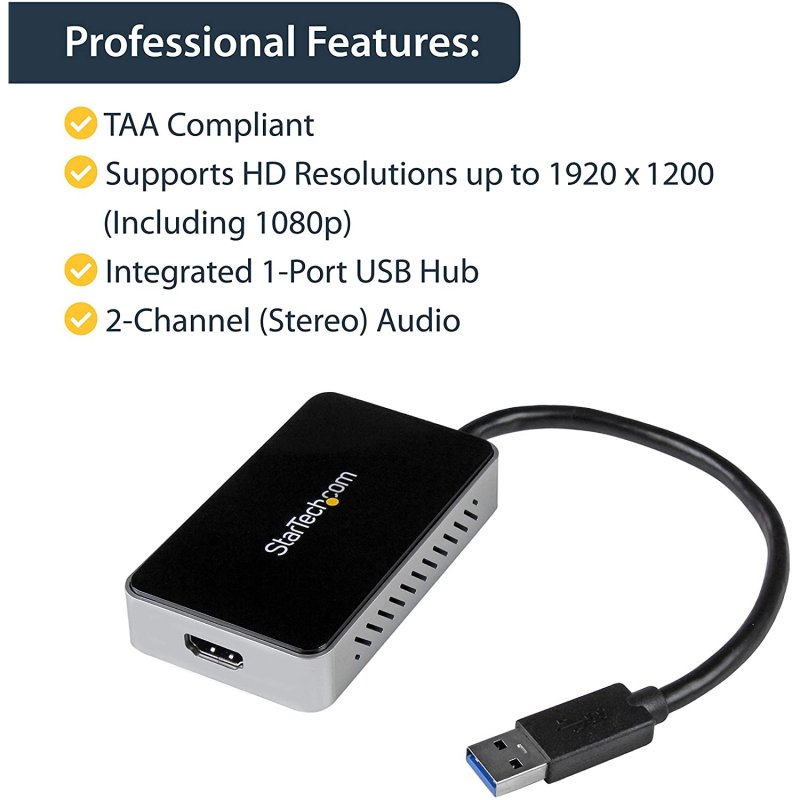 Professional Features:
TAA Compliant
Supports HD Resolutions up to 1920 x 1200
(Including 1080p)
Integrated 1-Port USB Hub
2-Channel (Stereo) Audio
StarTech.com